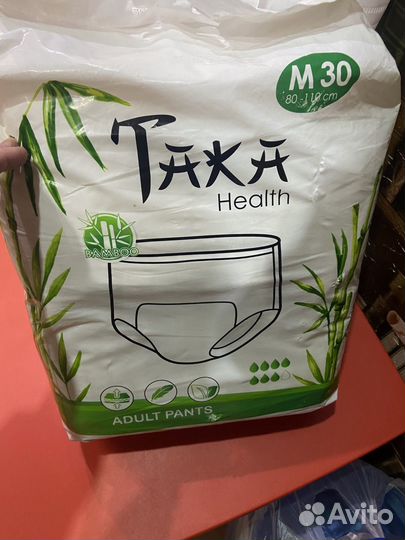 M 30
80 - 110 cm
TAKA
Health
BAMBOO
ADULT PANTS
Avito